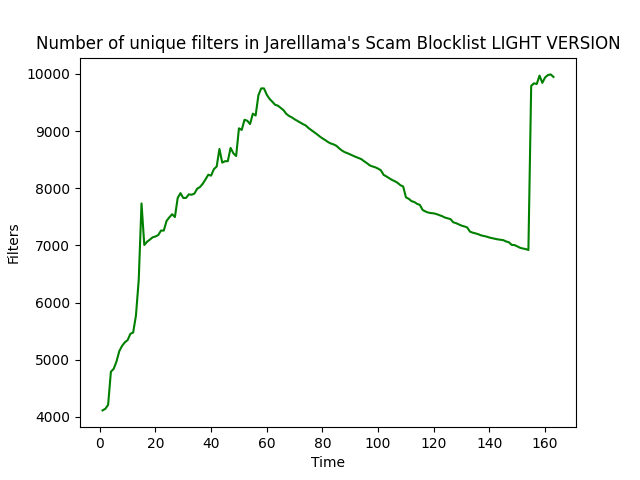 Number of unique filters in Jarelllama's Scam Blocklist LIGHT VERSION
10000
9000
8000
7000
6000
5000
4000
Filters
0 20 40 60 80 100 120 140 160
Time